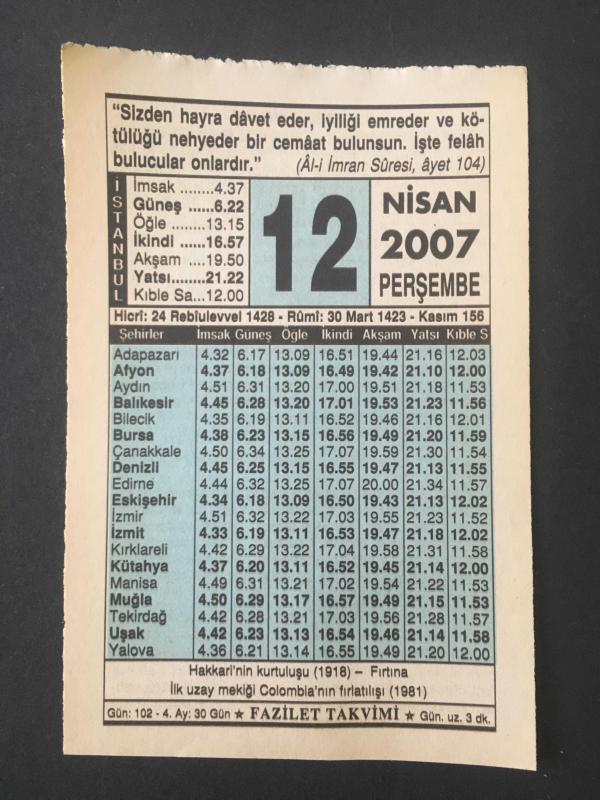 “Sizden hayra dâvet eder, iyiliği emreder ve kö-
tülüğü nehyeder bir cemâat bulunsun. İşte felâh
bulucular onlardır.” (Âl-i İmran Sûresi, âyet 104)
İSTANBUL
İmsak ........4.37
Güneş ......6.22
Öğle ........13.15
İkindi ......16.57
Akşam ....19.50
Yatsı........21.22
Kıble Sa...12.00
12
NİSAN
2007
PERŞEMBE
Hicrî: 24 Rebîulevvel 1428 - Rûmî: 30 Mart 1423 - Kasım 156
Şehirler İmsak Güneş Öğle İkindi Akşam Yatsı Kıble S
Adapazarı 4.32 6.17 13.09 16.51 19.44 21.16 12.03
Afyon 4.37 6.18 13.09 16.49 19.42 21.10 12.00
Aydın 4.51 6.31 13.20 17.00 19.51 21.18 11.53
Balıkesir 4.45 6.28 13.20 17.01 19.53 21.23 11.56
Bilecik 4.35 6.19 13.11 16.52 19.46 21.16 12.01
Bursa 4.38 6.23 13.15 16.56 19.49 21.20 11.59
Çanakkale 4.50 6.34 13.25 17.07 19.59 21.30 11.54
Denizli 4.45 6.25 13.15 16.55 19.47 21.13 11.55
Edirne 4.44 6.32 13.25 17.07 20.00 21.34 11.57
Eskişehir 4.34 6.18 13.09 16.50 19.43 21.13 12.02
İzmir 4.51 6.32 13.22 17.03 19.55 21.23 11.52
İzmit 4.33 6.19 13.11 16.53 19.47 21.18 12.02
Kırklareli 4.42 6.29 13.22 17.04 19.58 21.31 11.58
Kütahya 4.37 6.20 13.11 16.52 19.45 21.14 12.00
Manisa 4.49 6.31 13.21 17.02 19.54 21.22 11.53
Muğla 4.50 6.29 13.17 16.57 19.49 21.15 11.53
Tekirdağ 4.42 6.28 13.21 17.03 19.56 21.28 11.57
Uşak 4.42 6.23 13.13 16.54 19.46 21.14 11.58
Yalova 4.36 6.21 13.14 16.55 19.49 21.20 12.00
Hakkari'nin kurtuluşu (1918) – Fırtına
İlk uzay mekiği Colombia'nın fırlatılışı (1981)
Gün: 102 - 4. Ay: 30 Gün ★ FAZİLET TAKVİMİ ★ Gün. uz. 3 dk.